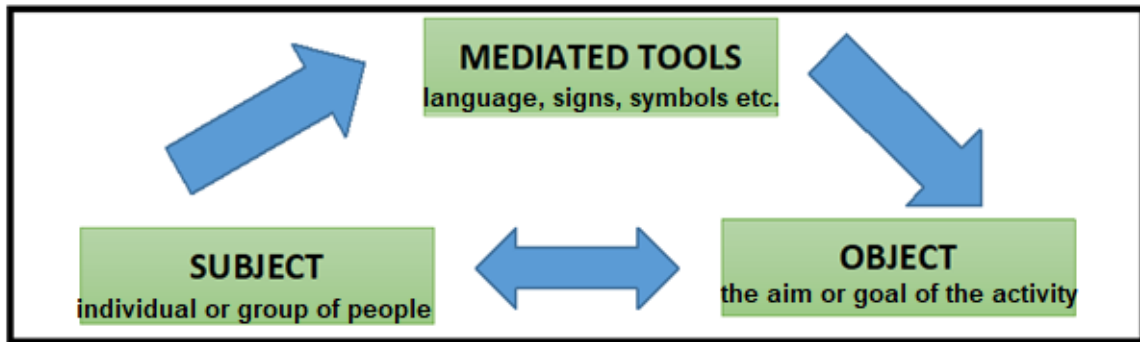 MEDIATED TOOLS
language, signs, symbols etc.
SUBJECT
individual or group of people
OBJECT
the aim or goal of the activity